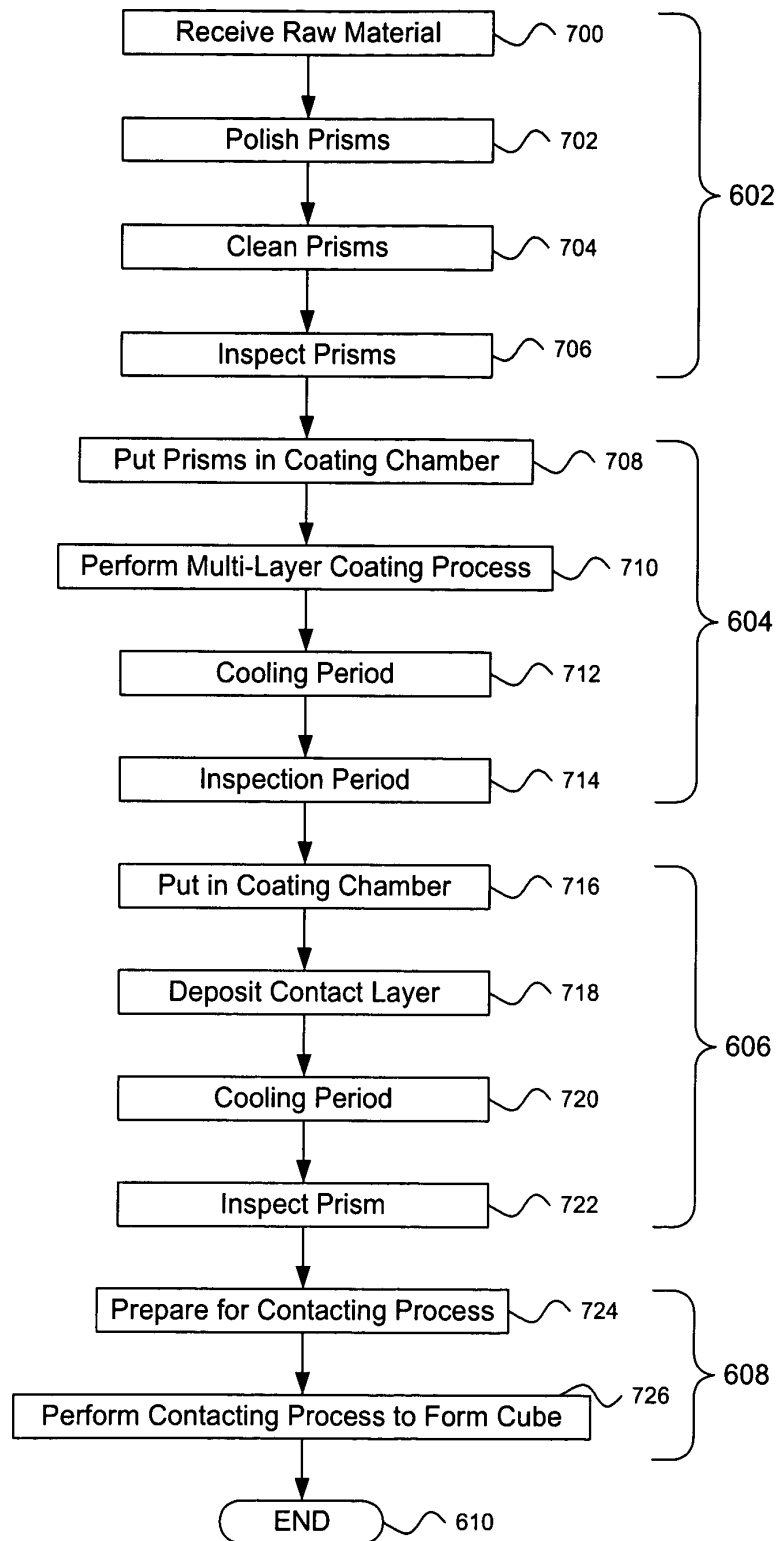 Receive Raw Material 700
Polish Prisms 702
602
Clean Prisms 704
Inspect Prisms 706
Put Prisms in Coating Chamber 708
Perform Multi-Layer Coating Process 710
604
Cooling Period 712
Inspection Period 714
Put in Coating Chamber 716
Deposit Contact Layer 718
606
Cooling Period 720
Inspect Prism 722
Prepare for Contacting Process 724
608
726
Perform Contacting Process to Form Cube
END 610